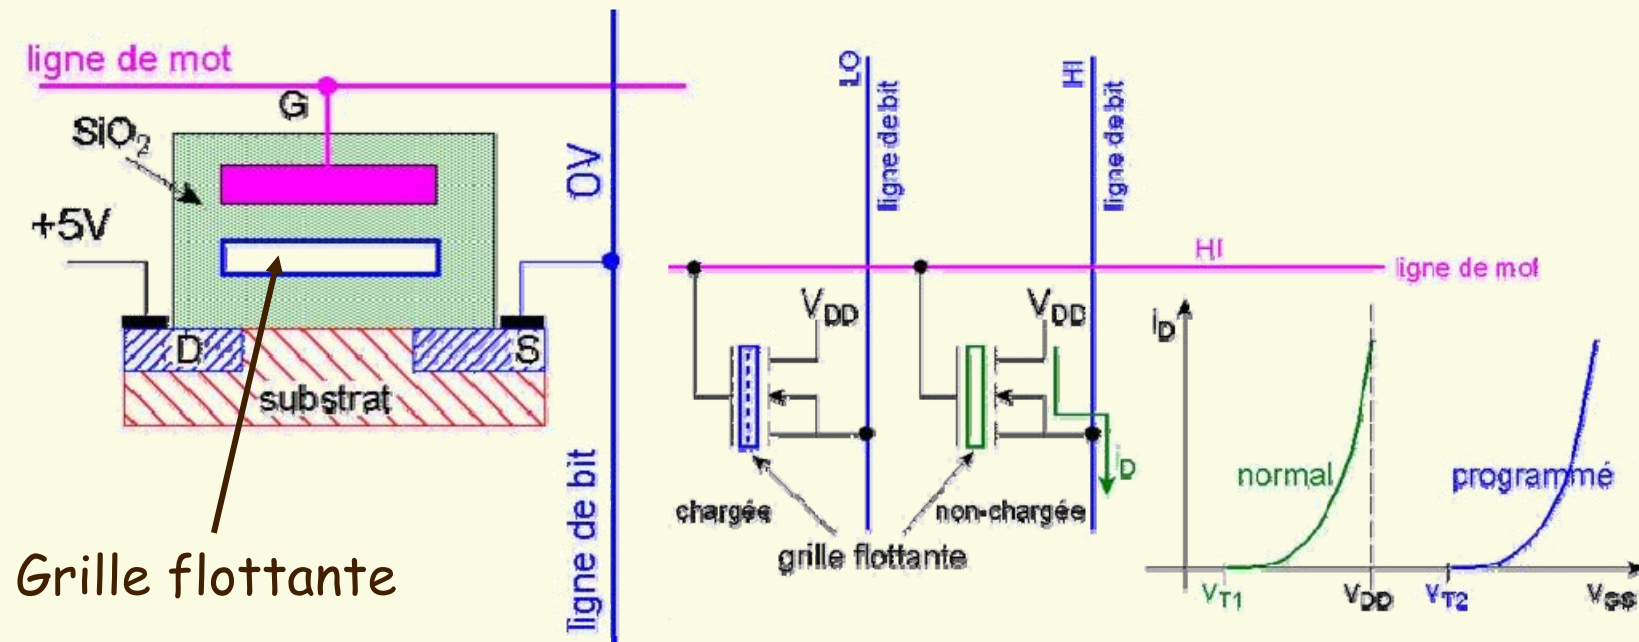 ligne de mot
G
SiO₂
+5V
0V
D
S
substrat
ligne de bit
Grille flottante
LO
ligne de bit
HI
ligne de bit
HI
ligne de mot
VDD
VDD
iD
chargée
non-chargée
grille flottante
iD
normal
programmé
VT1
VDD
VT2
VGS